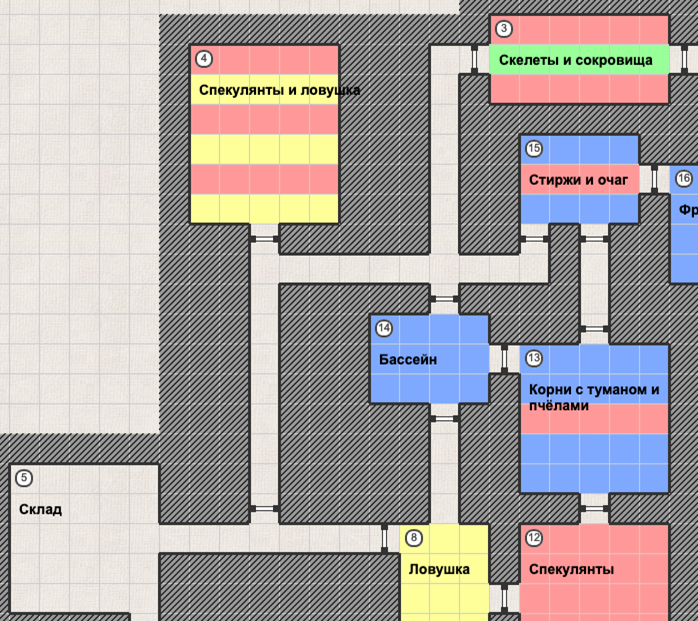 3
Скелеты и сокровища
4
Спекулянты и ловушка
15
Стиржи и очаг
16
Фр
14
Бассейн
13
Корни с туманом и
пчёлами
5
Склад
8
Ловушка
12
Спекулянты